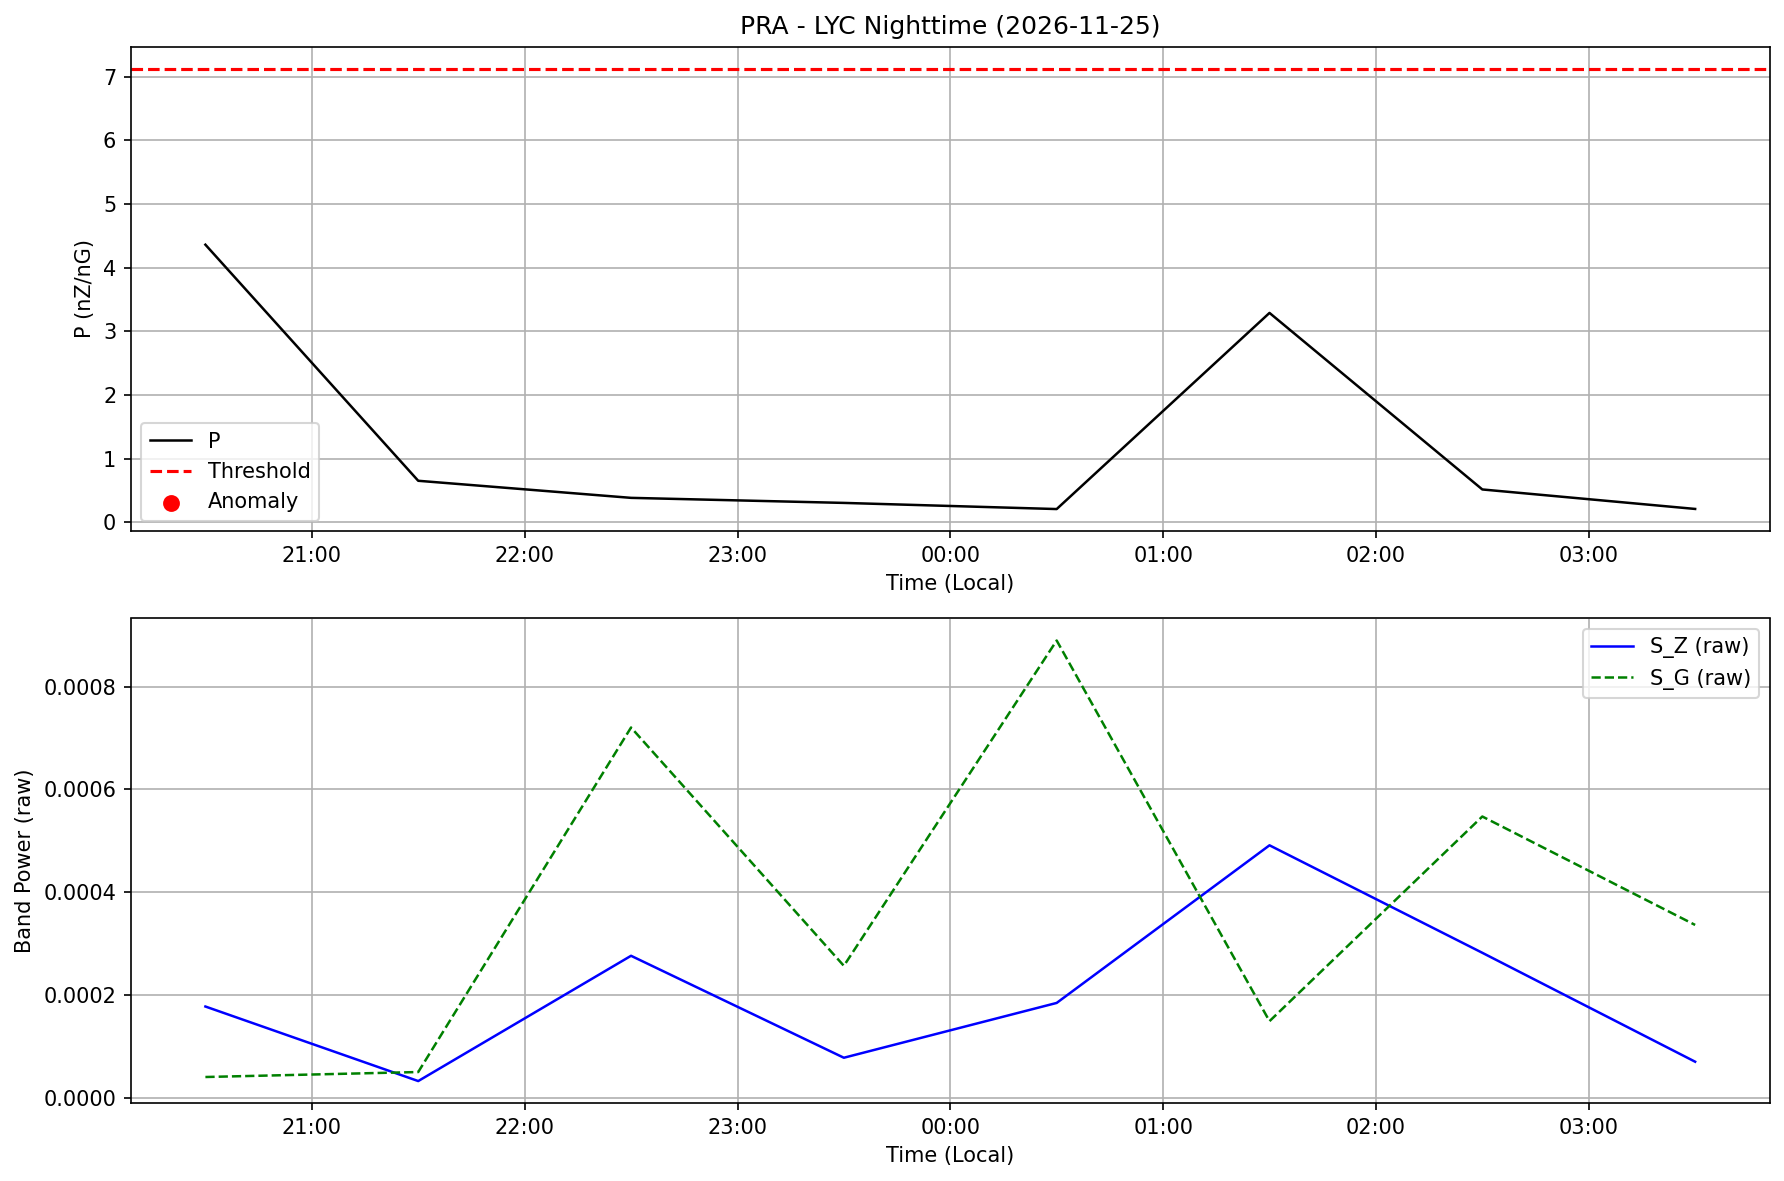 PRA - LYC Nighttime (2026-11-25)
P (nZ/nG)
7
6
5
4
3
2
1
0
P
Threshold
Anomaly
21:00 22:00 23:00 00:00 01:00 02:00 03:00
Time (Local)
Band Power (raw)
0.0008
0.0006
0.0004
0.0002
0.0000
S_Z (raw)
S_G (raw)
21:00 22:00 23:00 00:00 01:00 02:00 03:00
Time (Local)